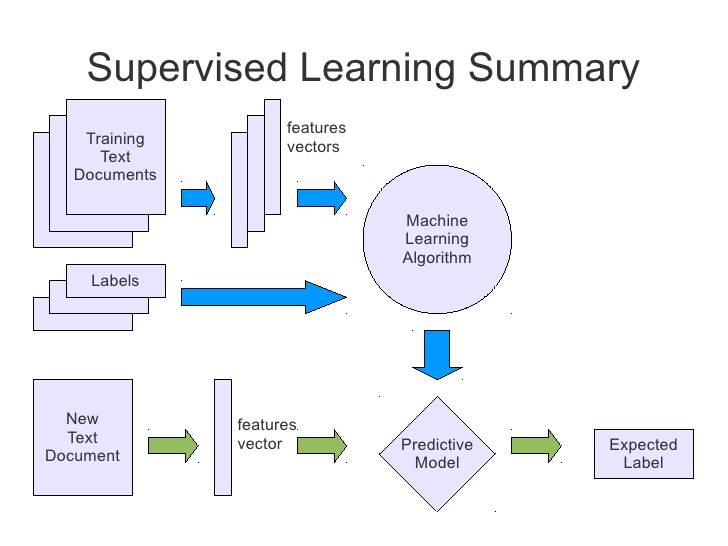 Supervised Learning Summary
Training
Text
Documents
features
vectors
Machine
Learning
Algorithm
Labels
New
Text
Document
features
vector
Predictive
Model
Expected
Label